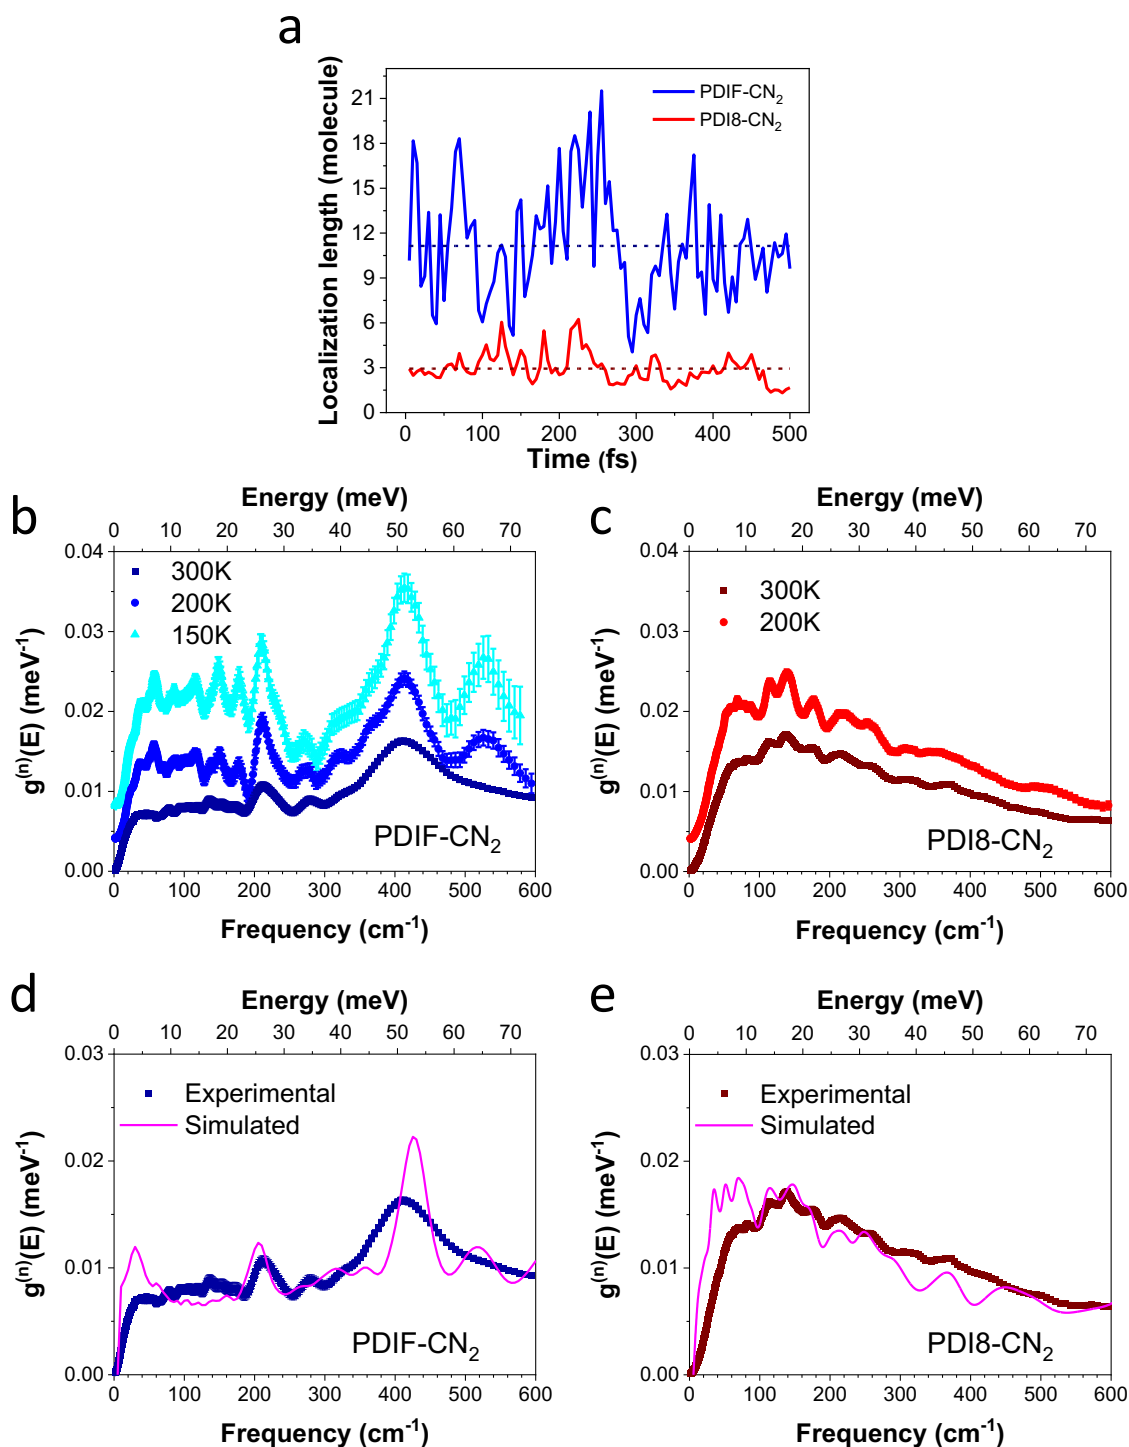 a
Localization length (molecule)
21
18
15
12
9
6
3
0
PDIF-CN2
PDI8-CN2
0 100 200 300 400 500
Time (fs)
b
Energy (meV)
0 10 20 30 40 50 60 70
g(n)(E) (meV-1)
0.04
0.03
0.02
0.01
0.00
300K
200K
150K
PDIF-CN2
0 100 200 300 400 500 600
Frequency (cm-1)
c
Energy (meV)
0 10 20 30 40 50 60 70
g(n)(E) (meV-1)
0.04
0.03
0.02
0.01
0.00
300K
200K
PDI8-CN2
0 100 200 300 400 500 600
Frequency (cm-1)
d
Energy (meV)
0 10 20 30 40 50 60 70
g(n)(E) (meV-1)
0.03
0.02
0.01
0.00
Experimental
Simulated
PDIF-CN2
0 100 200 300 400 500 600
Frequency (cm-1)
e
Energy (meV)
0 10 20 30 40 50 60 70
g(n)(E) (meV-1)
0.03
0.02
0.01
0.00
Experimental
Simulated
PDI8-CN2
0 100 200 300 400 500 600
Frequency (cm-1)